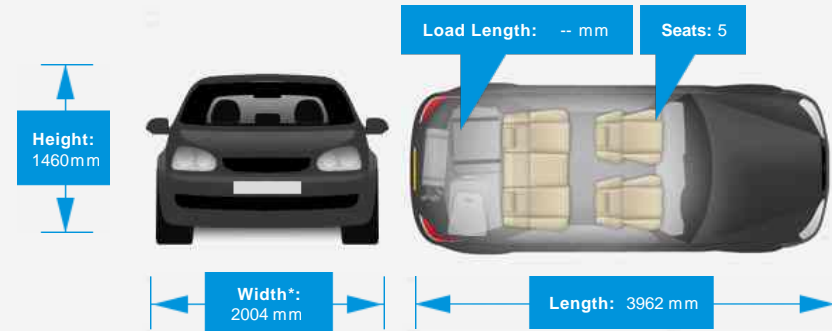 Load Length: -- mm
Seats: 5
Height:
1460mm
Width*:
2004 mm
Length: 3962 mm